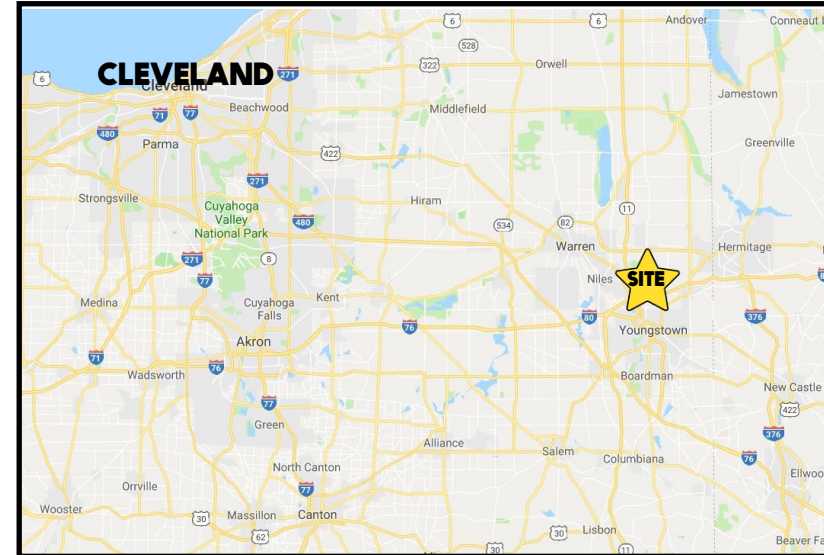 6
6
Andover
Conneaut L
528
CLEVELAND
271
322
Orwell
6
Cleveland
Jamestown
71
77
Beachwood
Middlefield
480
Parma
422
Greenville
271
Strongsville
Cuyahoga
Valley
National Park
480
Hiram
534
82
11
Warren
Hermitage
271
8
77
Niles
SITE
Medina
Cuyahoga
Falls
Kent
76
80
376
Youngstown
Akron
71
76
Wadsworth
Boardman
New Castle
77
422
Green
376
Alliance
Salem
Columbiana
76
North Canton
Ellwoo
77
Orrville
Wooster
30
Massillon
Canton
62
30
Lisbon
30
11
Beaver Fa